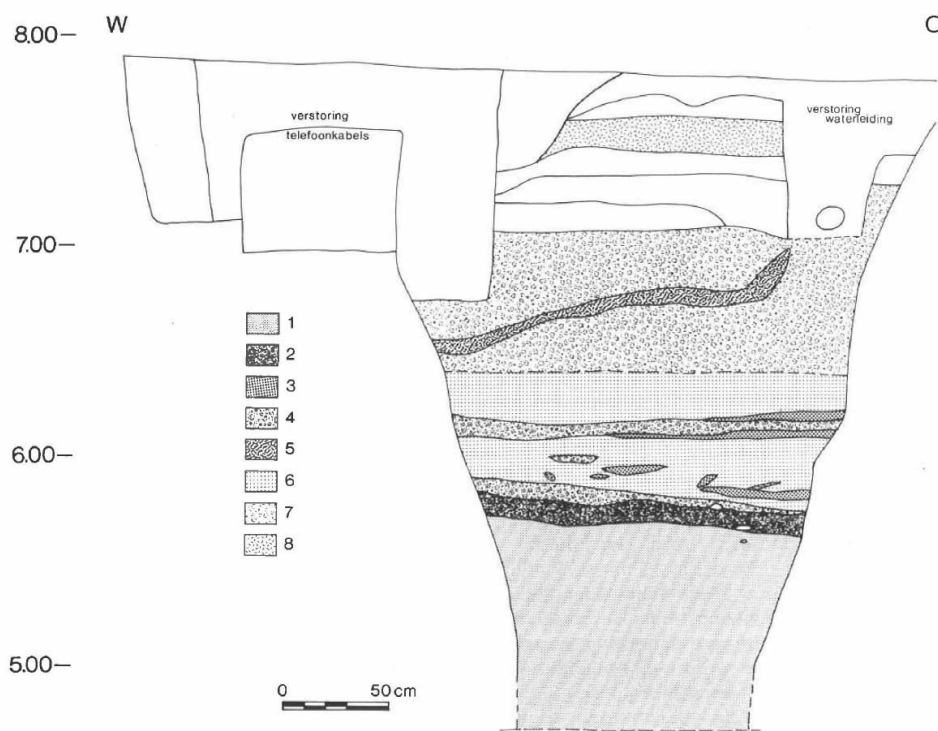 8.00— W O
verstoring
telefoonkabels
verstoring
waterleiding
7.00—
1
2
3
4
5
6
7
8
6.00—
5.00—
0 50 cm